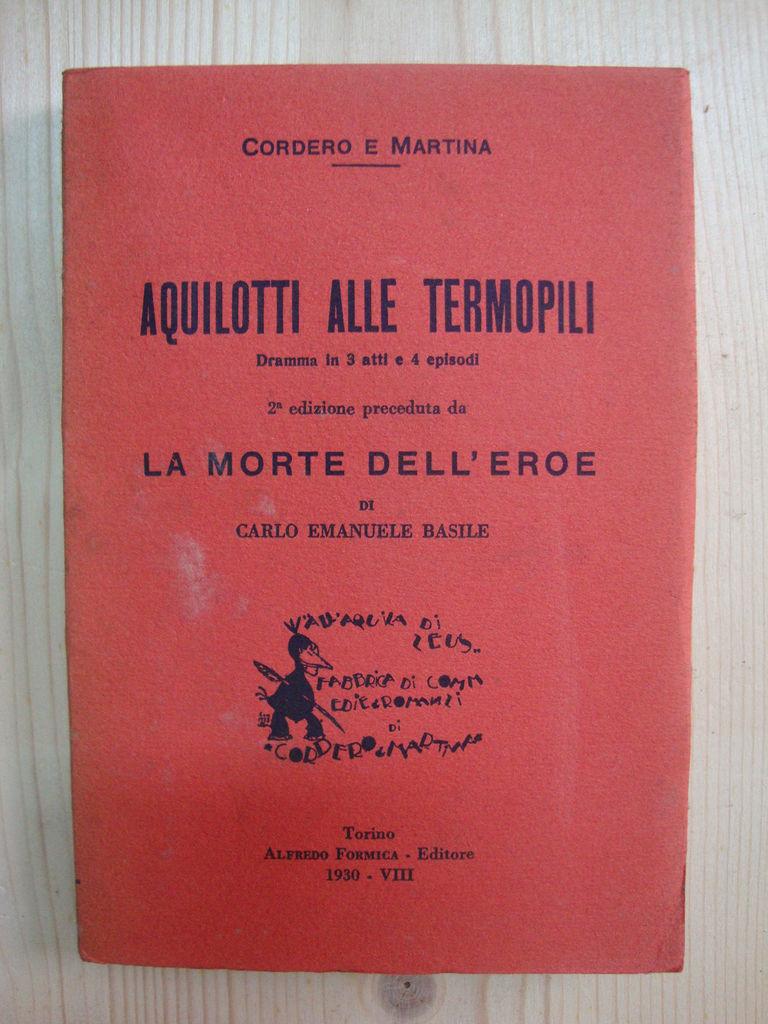 CORDERO E MARTINA
AQUILOTTI ALLE TERMOPILI
Dramma in 3 atti e 4 episodi
2ª edizione preceduta da
LA MORTE DELL'EROE
DI
CARLO EMANUELE BASILE
ALL'AQUILA DI
ZEUS..
FABBRICA DI COMM
EDIE & ROMANZI
DI
"CORDERO & MARTINA"
Torino
ALFREDO FORMICA - Editore
1930 - VIII